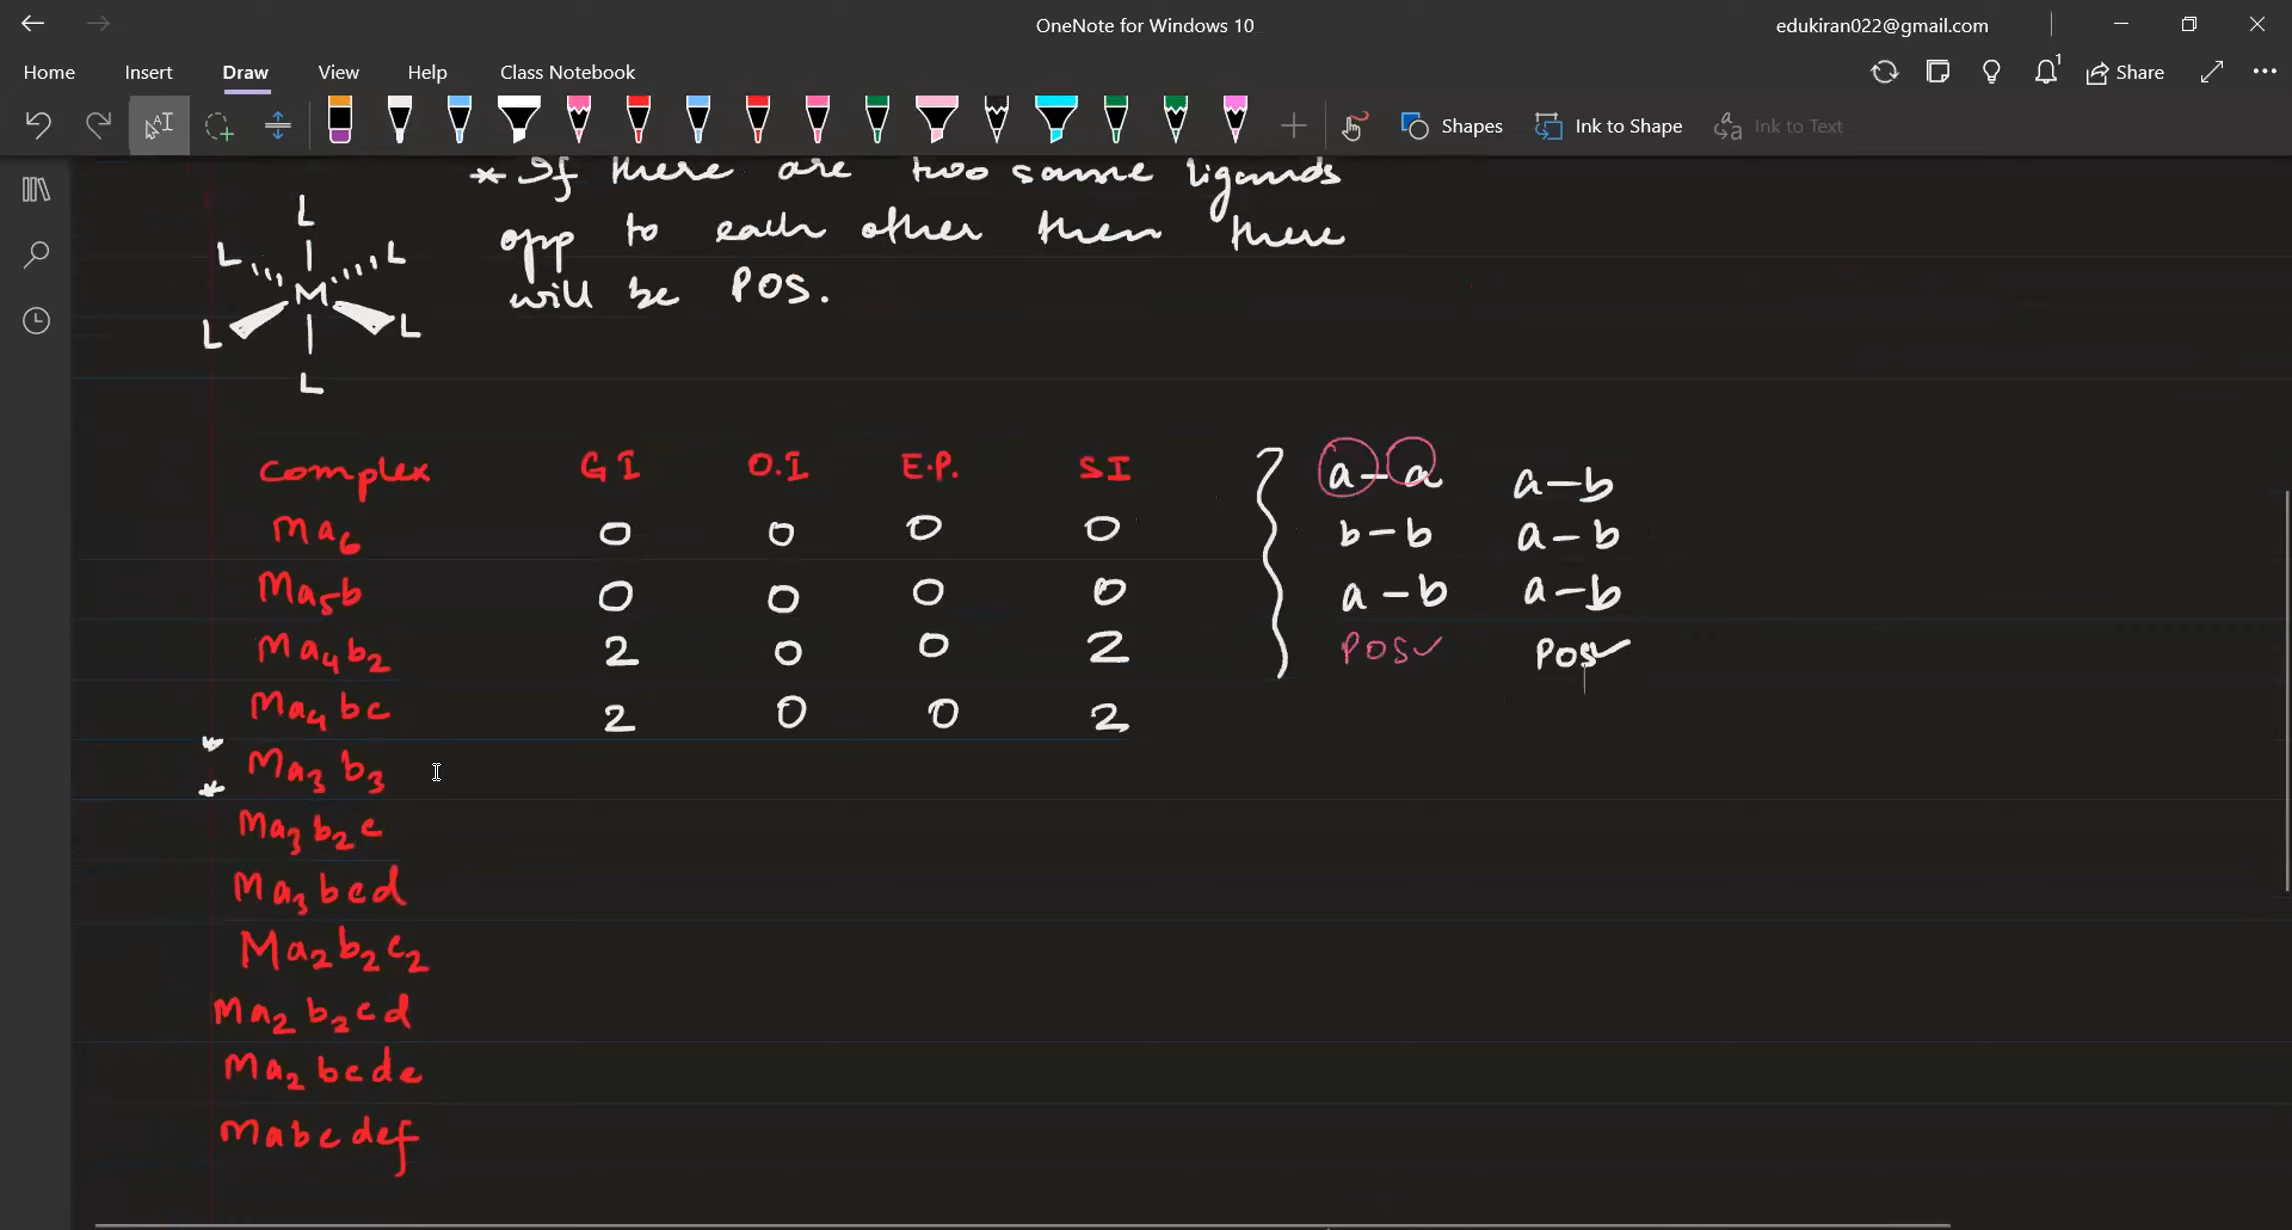 OneNote for Windows 10
edukiran022@gmail.com
Home Insert Draw View Help Class Notebook
1 Share
Shapes Ink to Shape Ink to Text
* If there are two same ligands
opp to each other then there
will be POS.
L
L L
M
L L
L
complex GI O.I E.P. SI
Ma6 0 0 0 0
Ma5b 0 0 0 0
Ma4b2 2 0 0 2
Ma4bc 2 0 0 2
* Ma3b3
* Ma3b2c
Ma3bcd
Ma2b2c2
Ma2b2cd
Ma2bcde
Mabcdef
a-a a-b
b-b a-b
a-b a-b
POS✓ POS✓